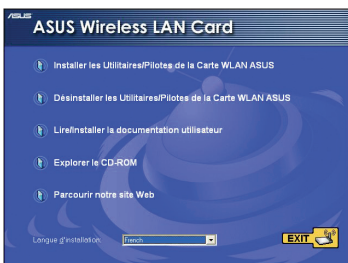 ASUS
ASUS Wireless LAN Card
Installer les Utilitaires/Pilotes de la Carte WLAN ASUS
Désinstaller les Utilitaires/Pilotes de la Carte WLAN ASUS
Lire/Installer la documentation utilisateur
Explorer le CD-ROM
Parcourir notre site Web
Langue d'installation:
French
EXIT